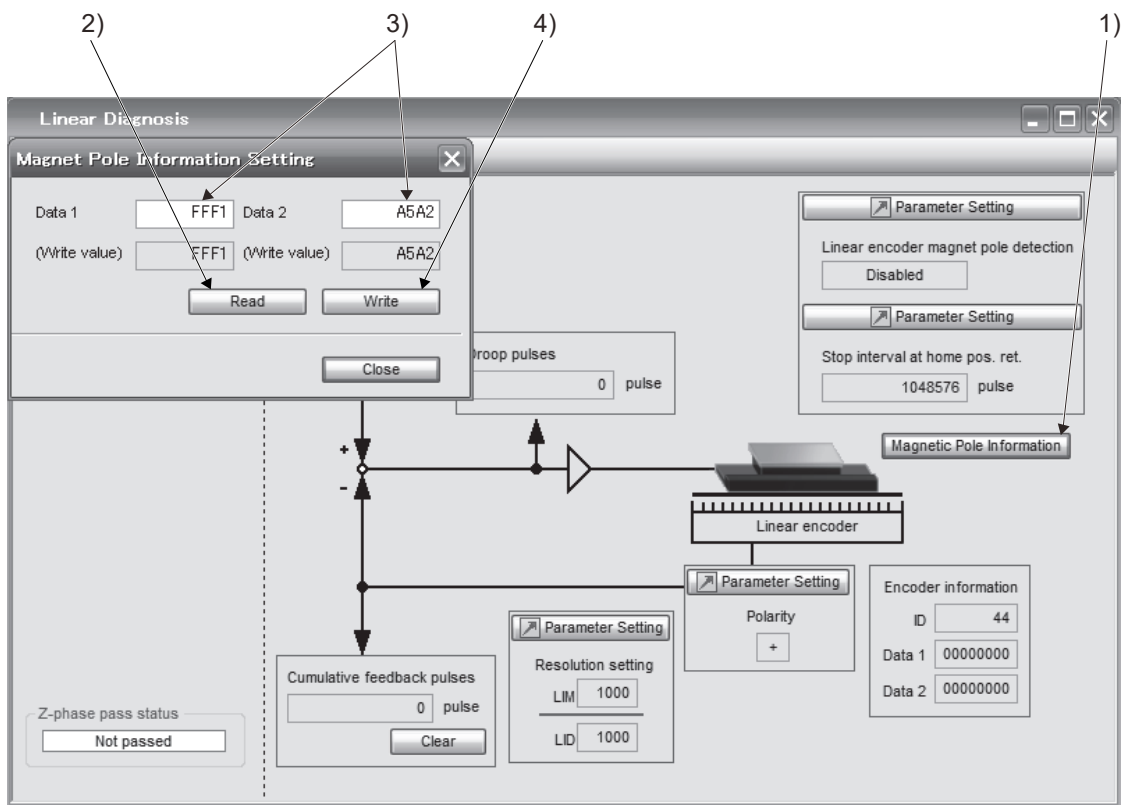 2) 3) 4) 1)
Linear Diagnosis
Magnet Pole Information Setting
Data 1 FFF1 Data 2 A5A2
(Write value) FFF1 (Write value) A5A2
Read Write
Close
Parameter Setting
Linear encoder magnet pole detection
Disabled
Parameter Setting
Stop interval at home pos. ret.
1048576 pulse
Magnetic Pole Information
Droop pulses
0 pulse
+
-
Linear encoder
Parameter Setting
Polarity
+
Encoder information
ID 44
Data 1 00000000
Data 2 00000000
Parameter Setting
Resolution setting
LIM 1000
LID 1000
Cumulative feedback pulses
0 pulse
Clear
Z-phase pass status
Not passed